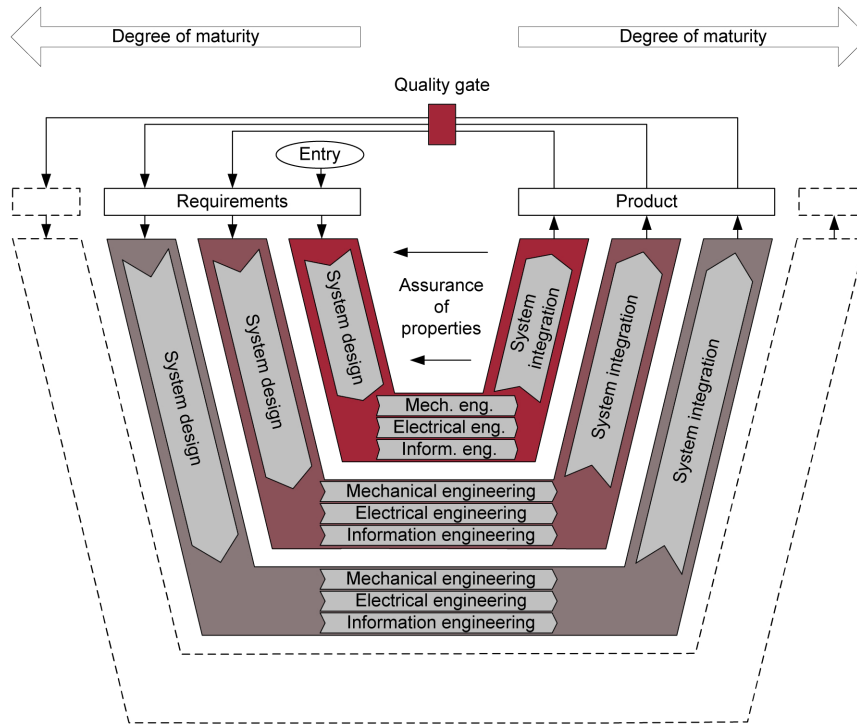 Degree of maturity
Degree of maturity
Quality gate
Entry
Requirements
Product
System design
System design
System design
Assurance
of
properties
System
integration
System integration
System integration
Mech. eng.
Electrical eng.
Inform. eng.
Mechanical engineering
Electrical engineering
Information engineering
Mechanical engineering
Electrical engineering
Information engineering